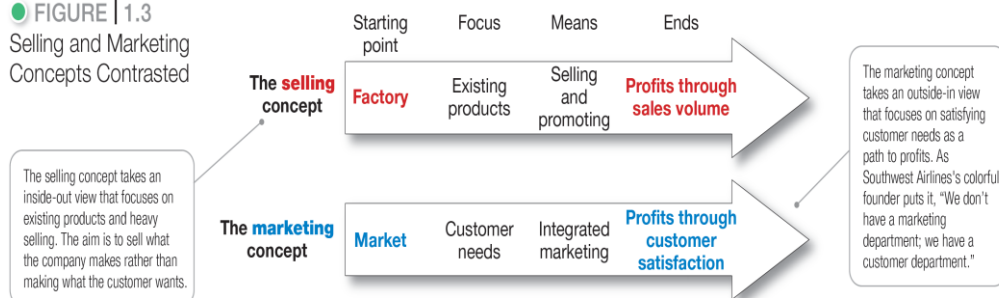 FIGURE | 1.3
Selling and Marketing
Concepts Contrasted
Starting
point
Focus
Means
Ends
The selling
concept
Factory
Existing
products
Selling
and
promoting
Profits through
sales volume
The selling concept takes an
inside-out view that focuses on
existing products and heavy
selling. The aim is to sell what
the company makes rather than
making what the customer wants.
The marketing
concept
Market
Customer
needs
Integrated
marketing
Profits through
customer
satisfaction
The marketing concept
takes an outside-in view
that focuses on satisfying
customer needs as a
path to profits. As
Southwest Airlines's colorful
founder puts it, “We don't
have a marketing
department; we have a
customer department.”